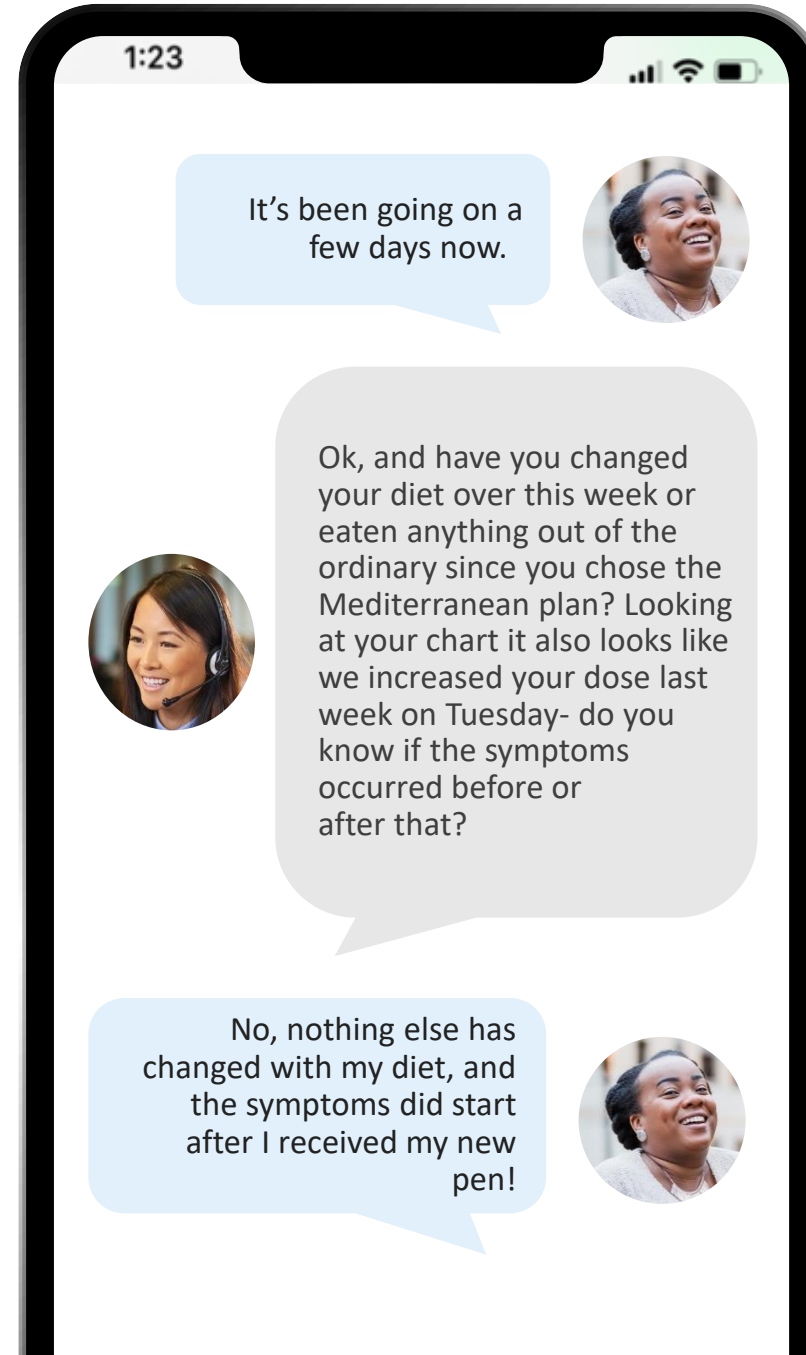 1:23
It’s been going on a
few days now.
Ok, and have you changed
your diet over this week or
eaten anything out of the
ordinary since you chose the
Mediterranean plan? Looking
at your chart it also looks like
we increased your dose last
week on Tuesday- do you
know if the symptoms
occurred before or
after that?
No, nothing else has
changed with my diet, and
the symptoms did start
after I received my new
pen!